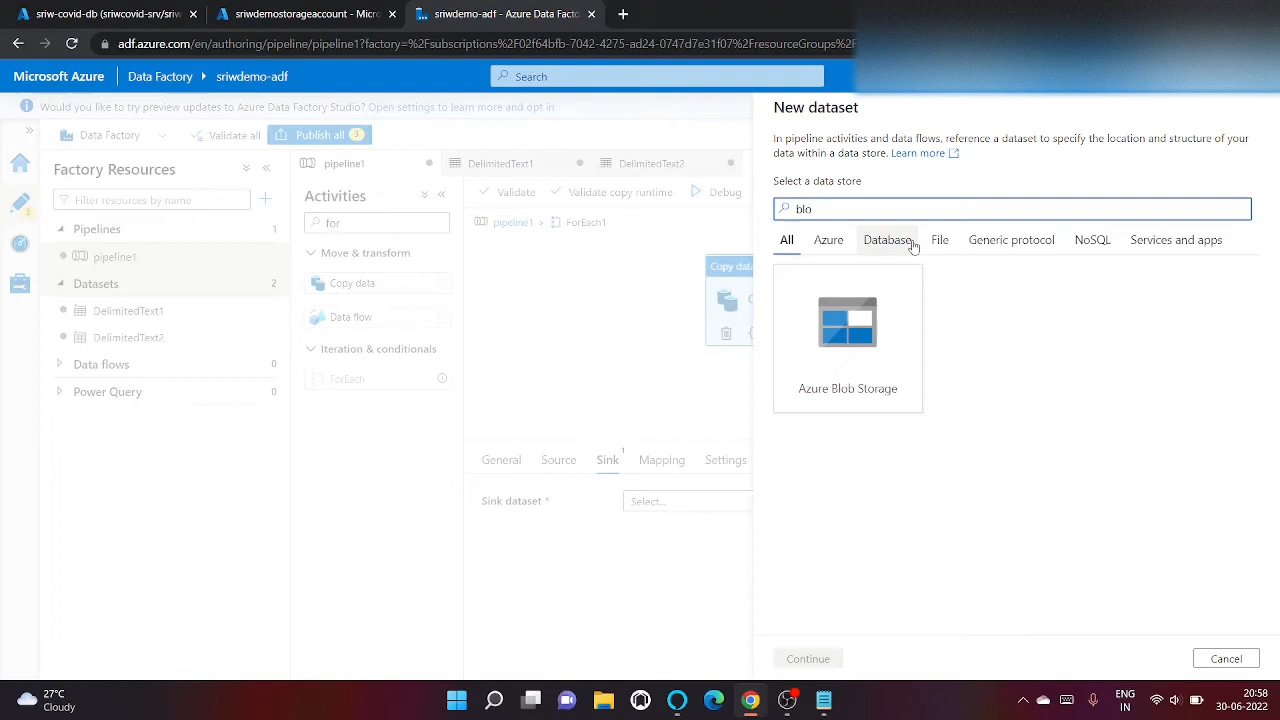 sriw-covid-db (sriwcovid-srv/sriw
sriwdemostorageaccount - Micro
sriwdemo-adf - Azure Data Facto
adf.azure.com/en/authoring/pipeline/pipeline1?factory=%2Fsubscriptions%2F02f64bfb-7042-4275-ad24-0747d7e31f07%2FresourceGroups%
Microsoft Azure
Data Factory
sriwdemo-adf
Search
Would you like to try preview updates to Azure Data Factory Studio? Open settings to learn more and opt in
Data Factory
Validate all
Publish all 3
Factory Resources
Filter resources by name
Pipelines 1
pipeline1
Datasets 2
DelimitedText1
DelimitedText2
Data flows 0
Power Query 0
pipeline1
DelimitedText1
DelimitedText2
Activities
for
Move & transform
Copy data
Data flow
Iteration & conditionals
ForEach
Validate
Validate copy runtime
Debug
pipeline1 > ForEach1
Copy data
General
Source
Sink 1
Mapping
Settings
Sink dataset *
Select...
New dataset
In pipeline activities and data flows, reference a dataset to specify the location and structure of your
data within a data store. Learn more
Select a data store
blo
All
Azure
Database
File
Generic protocol
NoSQL
Services and apps
Azure Blob Storage
Continue
Cancel
27°C
Cloudy
ENG
IN
20:58
30-06-2022